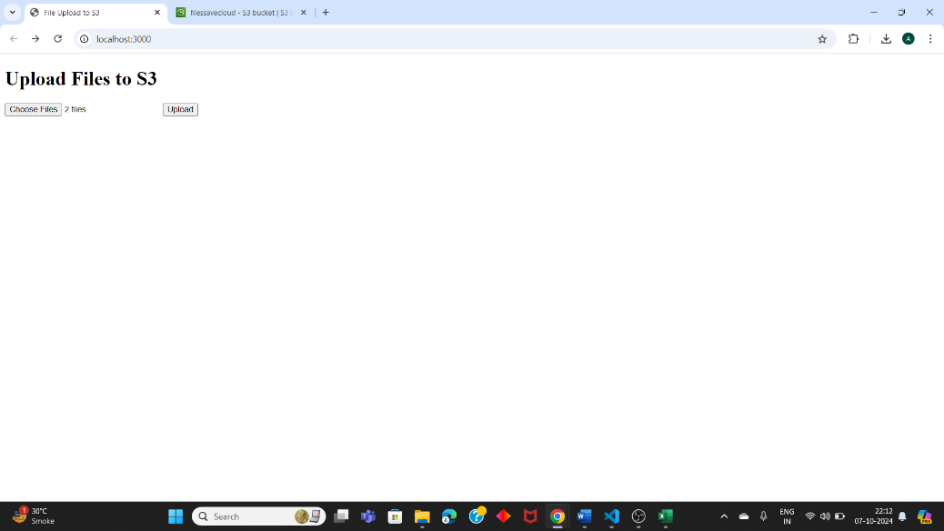 File Upload to S3
filessavecloud - S3 bucket | S3 |
localhost:3000
A
Upload Files to S3
Choose Files 2 files Upload
1
30°C
Smoke
Search
ENG
IN
22:12
07-10-2024